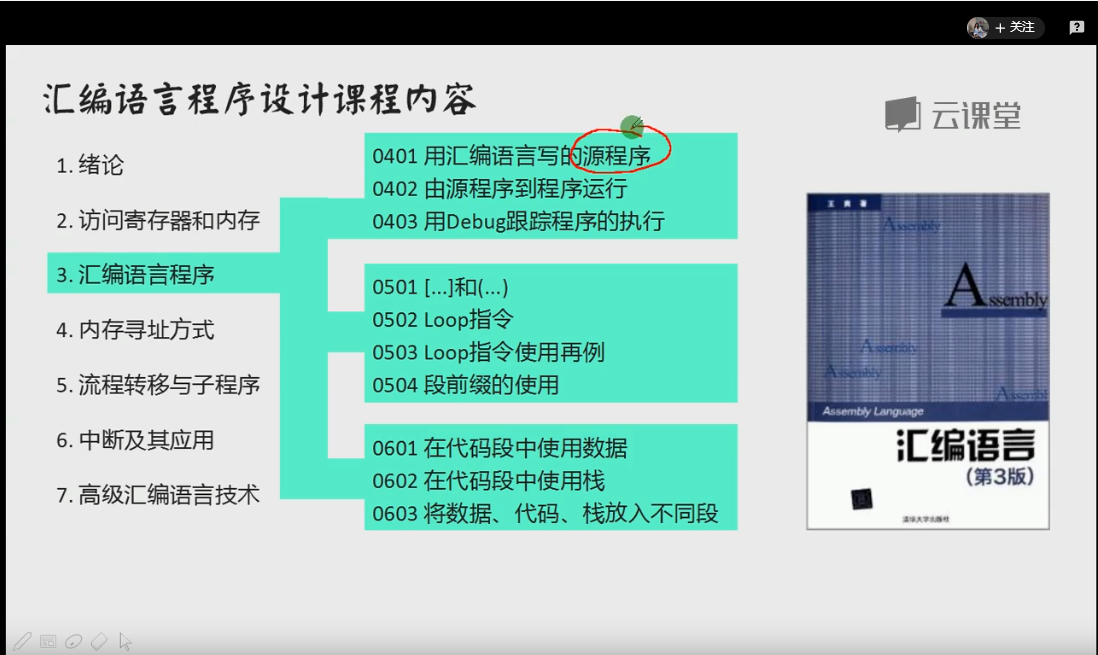 + 关注
?
汇编语言程序设计课程内容
云课堂
1. 绪论
2. 访问寄存器和内存
3. 汇编语言程序
4. 内存寻址方式
5. 流程转移与子程序
6. 中断及其应用
7. 高级汇编语言技术
0401 用汇编语言写的源程序
0402 由源程序到程序运行
0403 用Debug跟踪程序的执行
0501 [...]和(...)
0502 Loop指令
0503 Loop指令使用再例
0504 段前缀的使用
0601 在代码段中使用数据
0602 在代码段中使用栈
0603 将数据、代码、栈放入不同段
王 爽 著
Assembly
Assembly
Assembly
Assembly
Assembly
Assembly Language
汇编语言
(第3版)
清华大学出版社